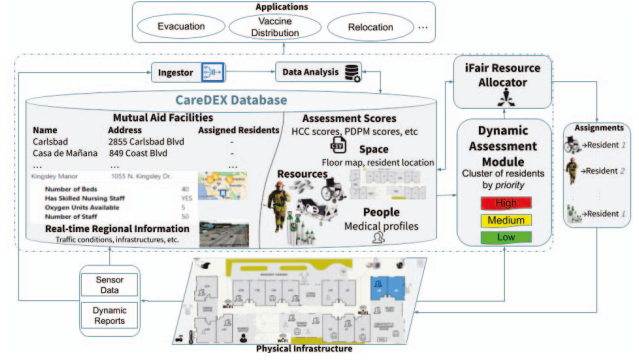 Applications
Evacuation
Vaccine
Distribution
Relocation
...
Ingestor
Data Analysis
iFair Resource
Allocator
CareDEX Database
Mutual Aid Facilities
Name Address Assigned Residents
Carlsbad 2855 Carlsbad Blvd -
Casa de Mañana 849 Coast Blvd -
... ... ...
Kingsley Manor 1055 N. Kingsley Dr.
Number of Beds 40
Has Skilled Nursing Staff YES
Oxygen Units Available 5
Number of Staff 50
Real-time Regional Information
Traffic conditions, infrastructures, etc.
Assessment Scores
HCC scores, PDPM scores, etc
Space
Floor map, resident location
Resources
People
Medical profiles
Dynamic
Assessment
Module
Cluster of residents
by priority
High
Medium
Low
Assignments
Resident 1
Resident 2
Resident 1
Sensor
Data
Dynamic
Reports
Physical Infrastructure